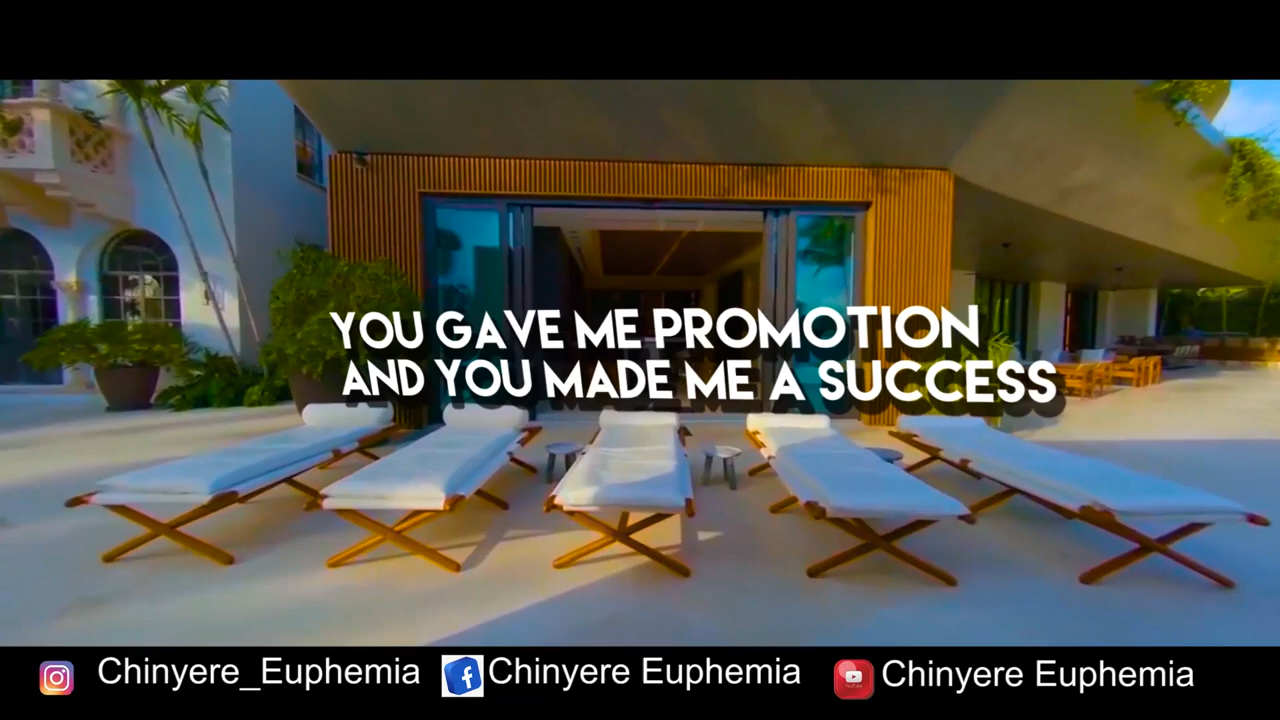 YOU GAVE ME PROMOTION
AND YOU MADE ME A SUCCESS
Chinyere_Euphemia Chinyere Euphemia Chinyere Euphemia